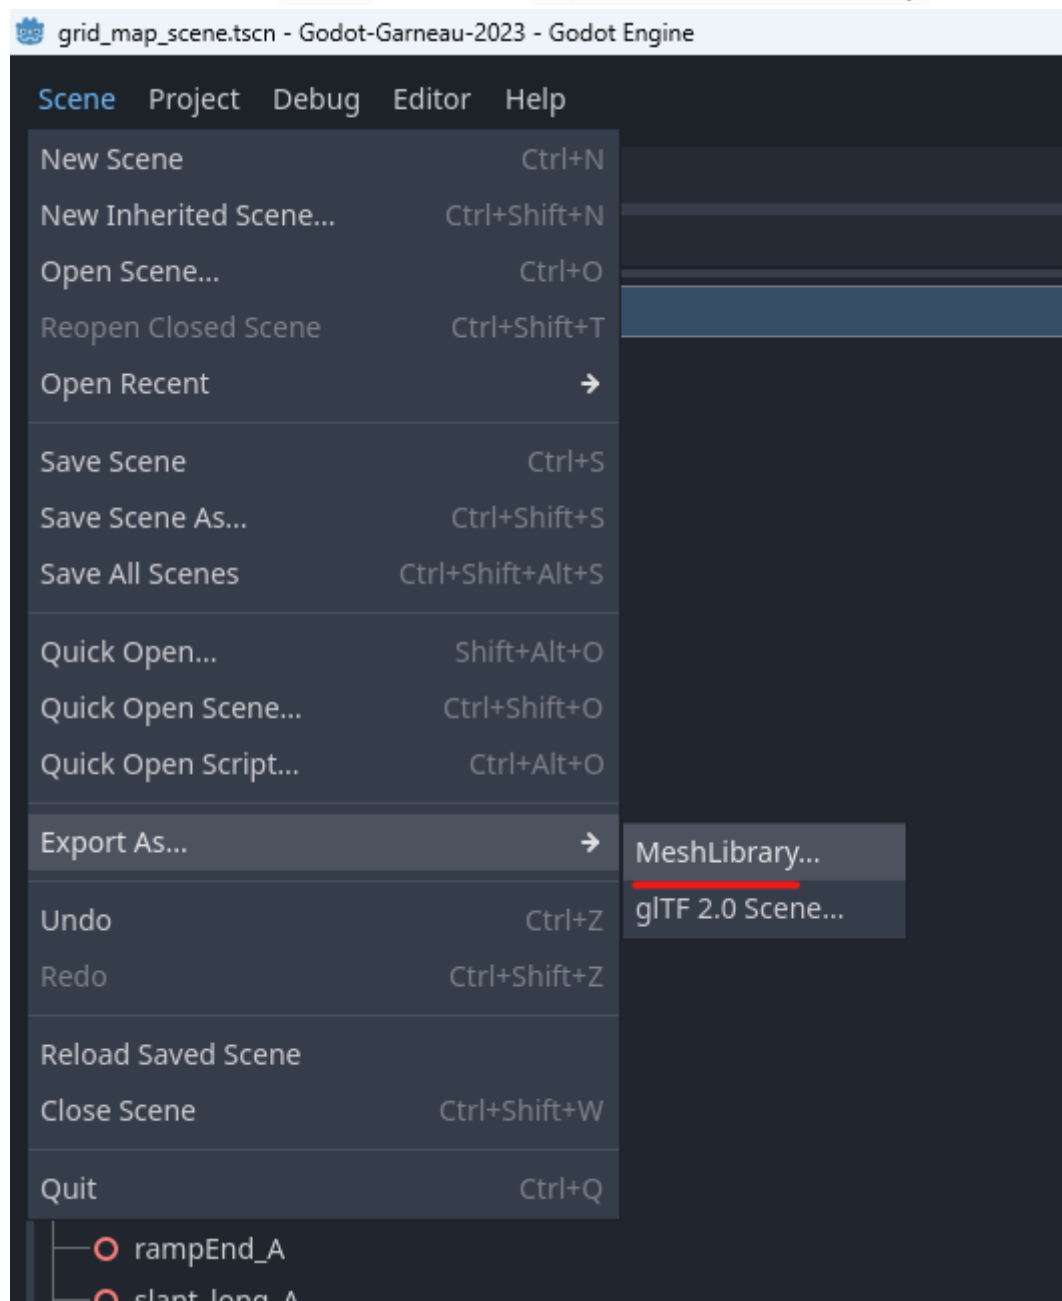 grid_map_scene.tscn - Godot-Garneau-2023 - Godot Engine
Scene Project Debug Editor Help
New Scene Ctrl+N
New Inherited Scene... Ctrl+Shift+N
Open Scene... Ctrl+O
Reopen Closed Scene Ctrl+Shift+T
Open Recent
Save Scene Ctrl+S
Save Scene As... Ctrl+Shift+S
Save All Scenes Ctrl+Shift+Alt+S
Quick Open... Shift+Alt+O
Quick Open Scene... Ctrl+Shift+O
Quick Open Script... Ctrl+Alt+O
Export As...
MeshLibrary...
glTF 2.0 Scene...
Undo Ctrl+Z
Redo Ctrl+Shift+Z
Reload Saved Scene
Close Scene Ctrl+Shift+W
Quit Ctrl+Q
rampEnd_A
slant_long_A